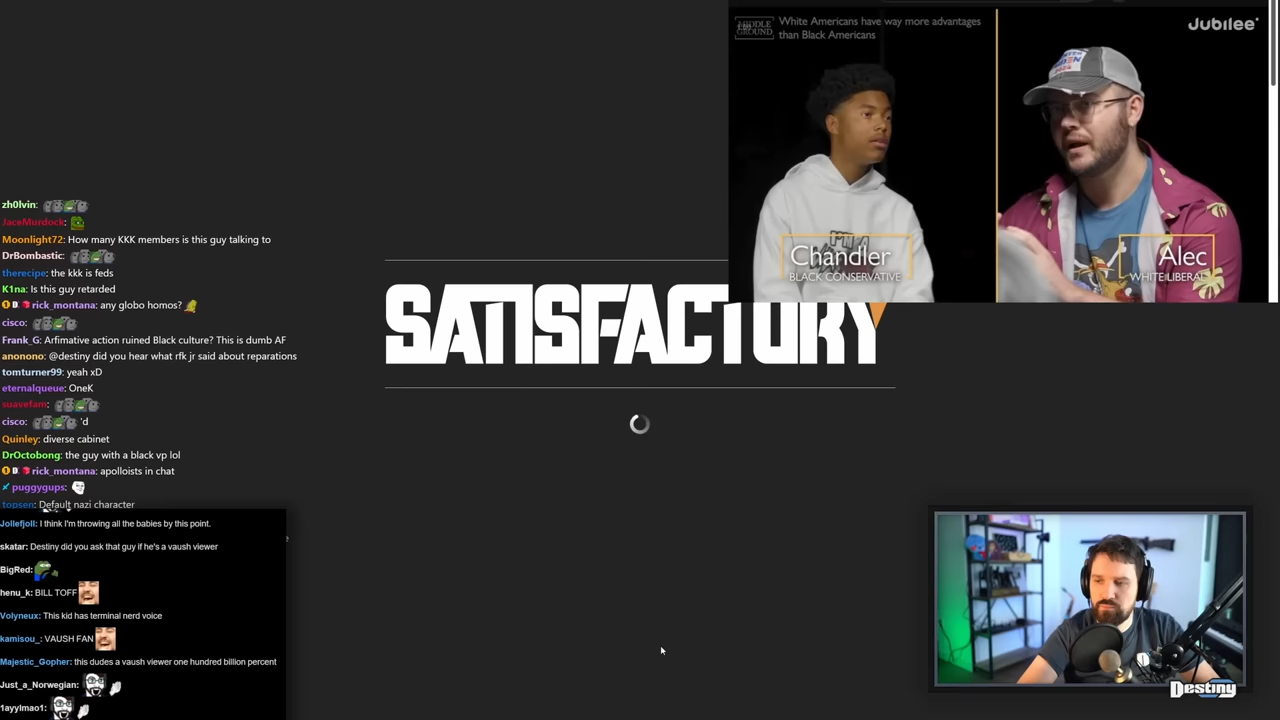 MIDDLE GROUND
White Americans have way more advantages
than Black Americans
Jubilee
Chandler
BLACK CONSERVATIVE
Alec
WHITE LIBERAL
SATISFACTORY
zh0lvin:
JaceMurdock:
Moonlight72: How many KKK members is this guy talking to
DrBombastic:
therecipe: the kkk is feds
K1na: Is this guy retarded
rick_montana: any globo homos?
cisco:
Frank_G: Arfimative action ruined Black culture? This is dumb AF
anonono: @destiny did you hear what rfk jr said about reparations
tomturner99: yeah xD
eternalqueue: OneK
suavefam:
cisco: 'd
Quinley: diverse cabinet
DrOctobong: the guy with a black vp lol
rick_montana: apolloists in chat
puggygups:
topsen: Default nazi character
Jollefjoll: I think I'm throwing all the babies by this point.
skatar: Destiny did you ask that guy if he's a vaush viewer
BigRed:
henu_k: BILL TOFF
Volyneux: This kid has terminal nerd voice
kamisou_: VAUSH FAN
Majestic_Gopher: this dudes a vaush viewer one hundred billion percent
Just_a_Norwegian:
1ayylmao1:
Destiny